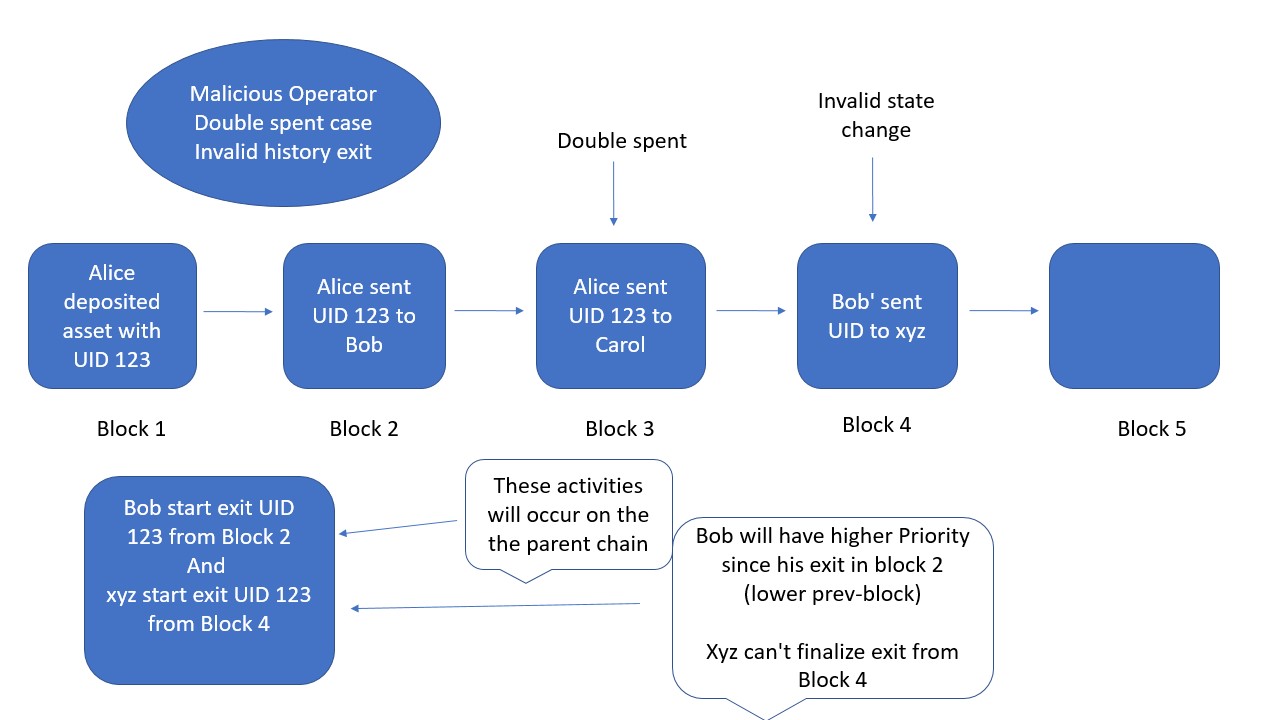 Malicious Operator
Double spent case
Invalid history exit
Double spent
Invalid state
change
Alice
deposited
asset with
UID 123
Alice sent
UID 123 to
Bob
Alice sent
UID 123 to
Carol
Bob' sent
UID to xyz
Block 1
Block 2
Block 3
Block 4
Block 5
Bob start exit UID
123 from Block 2
And
xyz start exit UID 123
from Block 4
These activities
will occur on the
the parent chain
Bob will have higher Priority
since his exit in block 2
(lower prev-block)
Xyz can't finalize exit from
Block 4